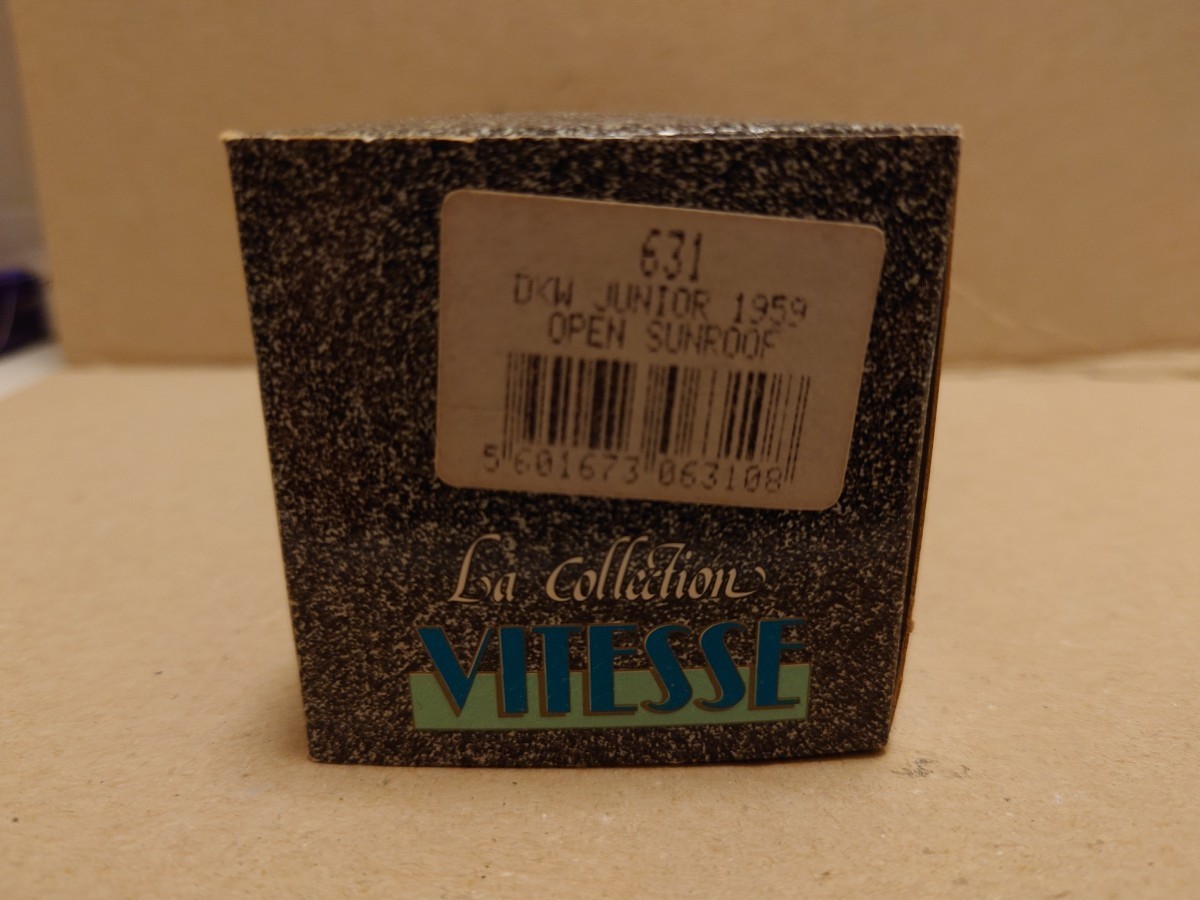 631
DKW JUNIOR 1959
OPEN SUNROOF
5 601673 063108
La Collection
VITESSE